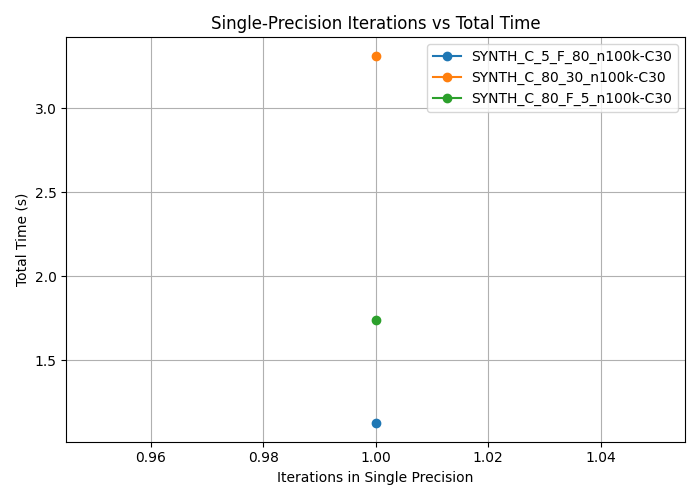 Single-Precision Iterations vs Total Time
SYNTH_C_5_F_80_n100k-C30
SYNTH_C_80_30_n100k-C30
SYNTH_C_80_F_5_n100k-C30
Total Time (s)
3.0
2.5
2.0
1.5
0.96 0.98 1.00 1.02 1.04
Iterations in Single Precision